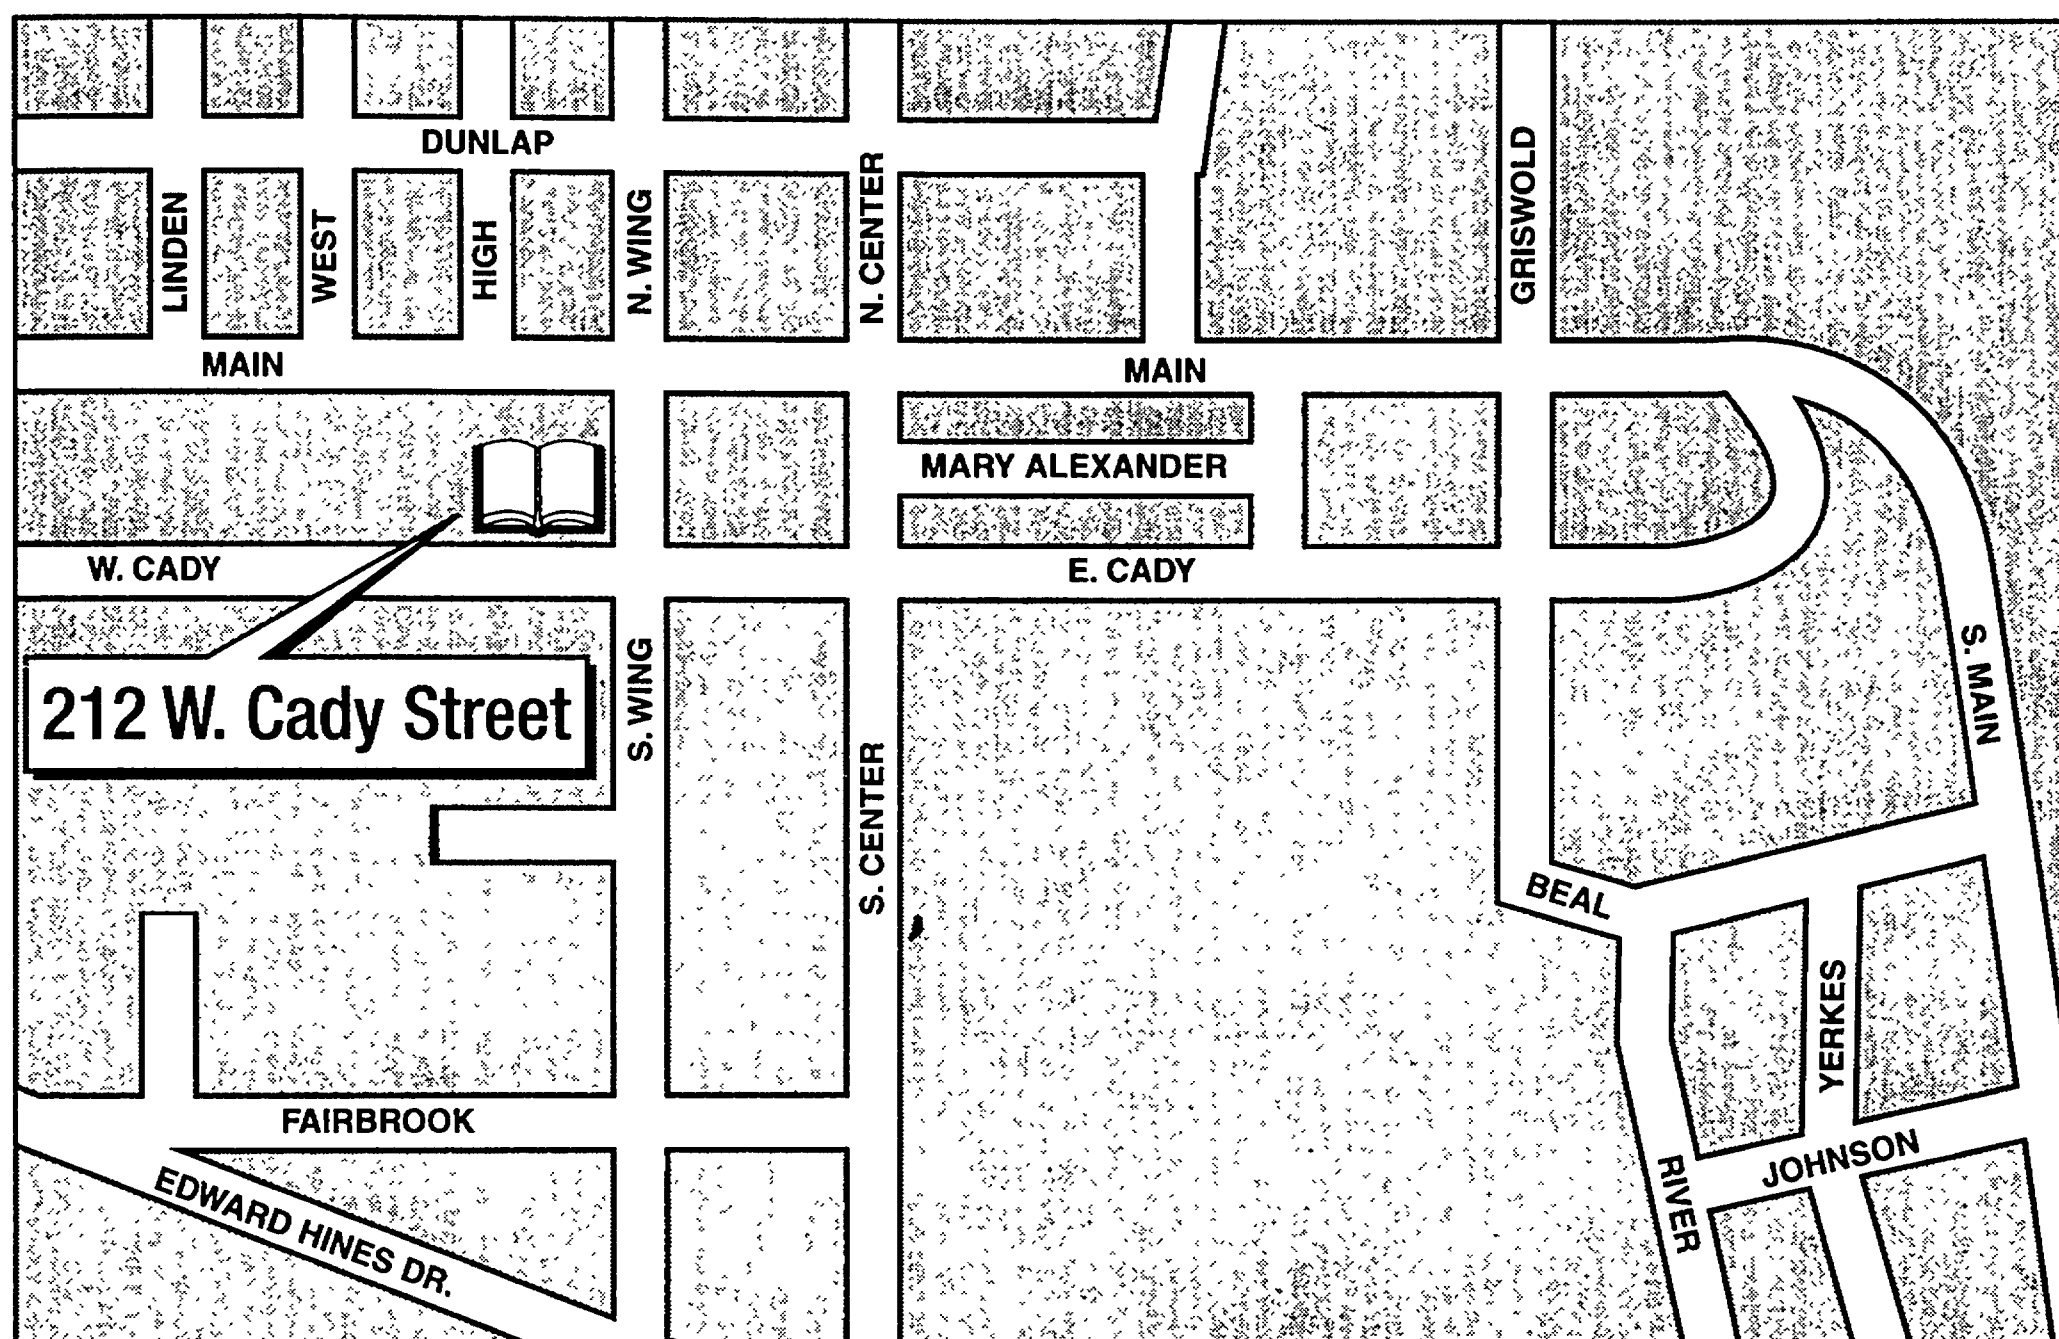 DUNLAP
LINDEN
WEST
HIGH
N. WING
N. CENTER
GRISWOLD
MAIN
MAIN
MARY ALEXANDER
W. CADY
E. CADY
212 W. Cady Street
S. WING
S. MAIN
S. CENTER
BEAL
YERKES
FAIRBROOK
JOHNSON
EDWARD HINES DR.
RIVER